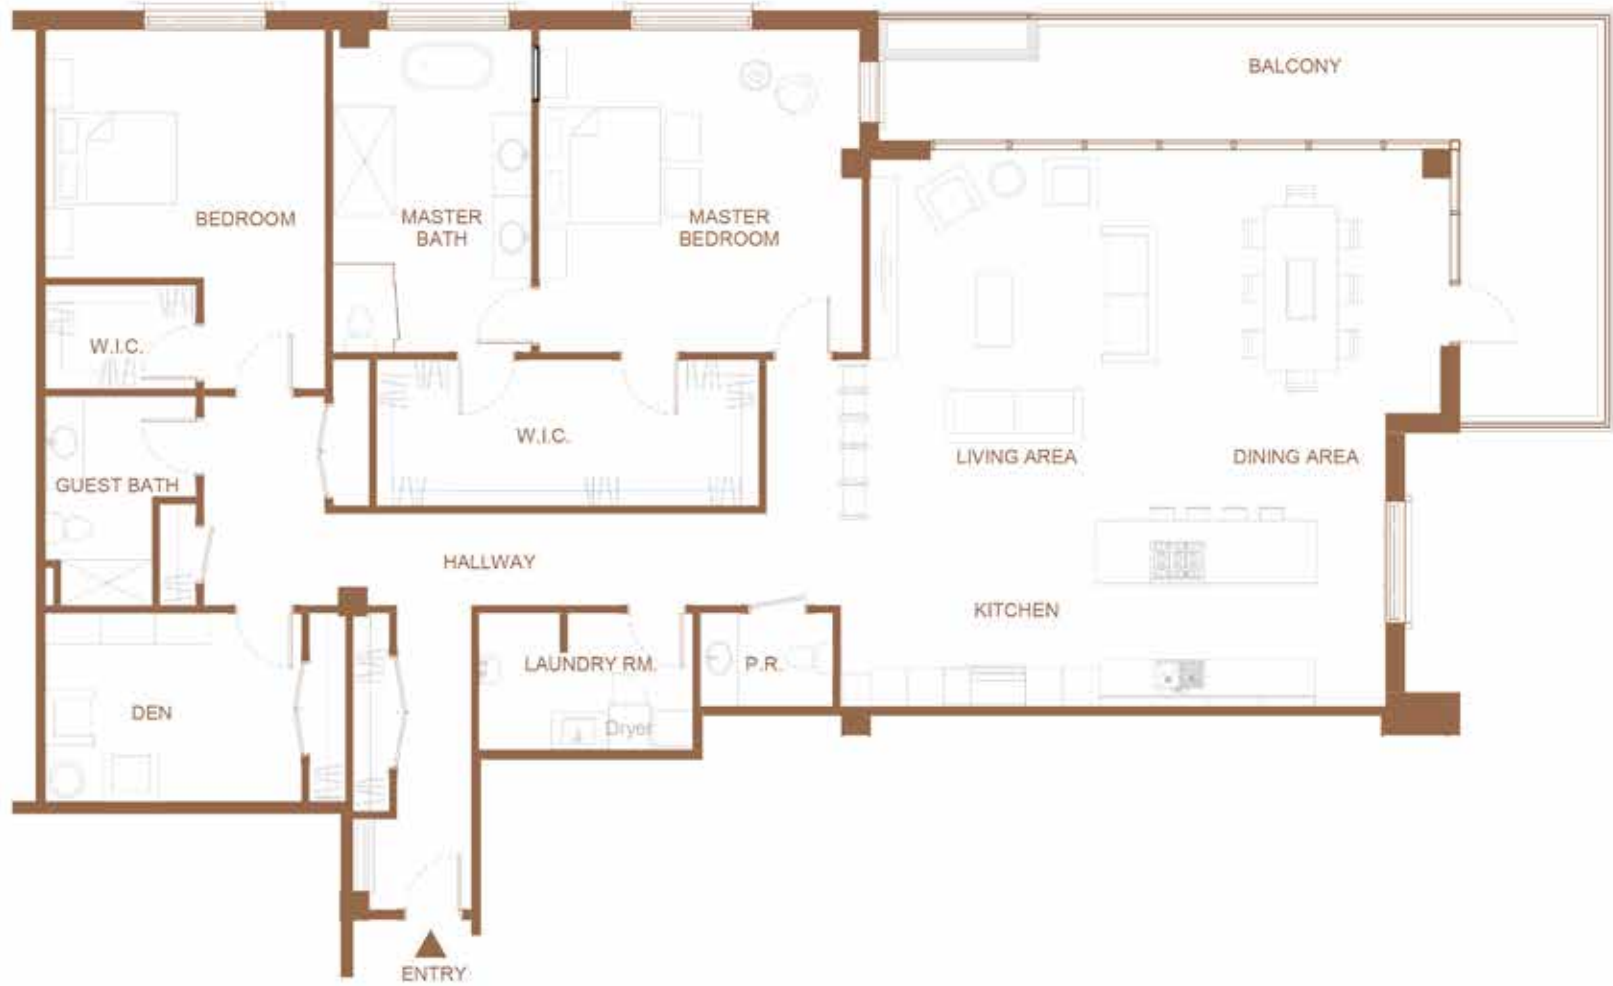 BALCONY
BEDROOM
MASTER
BATH
MASTER
BEDROOM
W.I.C.
W.I.C.
GUEST BATH
LIVING AREA
DINING AREA
HALLWAY
KITCHEN
LAUNDRY RM.
P.R.
DEN
Dryer
ENTRY